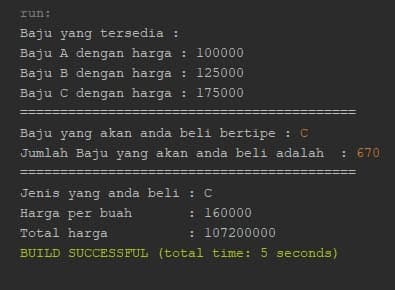 run:
Baju yang tersedia :
Baju A dengan harga : 100000
Baju B dengan harga : 125000
Baju C dengan harga : 175000
==========================================
Baju yang akan anda beli bertipe : C
Jumlah Baju yang akan anda beli adalah  : 670
==========================================
Jenis yang anda beli : C
Harga per buah       : 160000
Total harga          : 107200000
BUILD SUCCESSFUL (total time: 5 seconds)